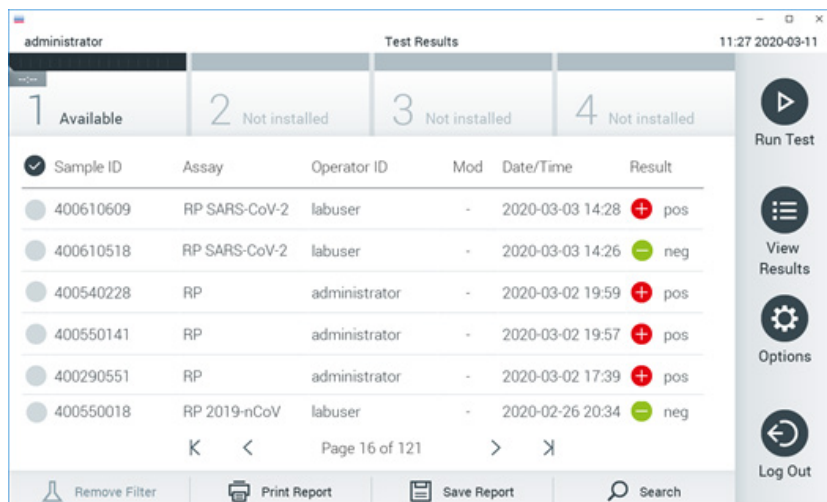 administrator Test Results 11:27 2020-03-11
--:--
1 Available 2 Not installed 3 Not installed 4 Not installed
Run Test
Sample ID Assay Operator ID Mod Date/Time Result
400610609 RP SARS-CoV-2 labuser - 2020-03-03 14:28 pos
400610518 RP SARS-CoV-2 labuser - 2020-03-03 14:26 neg
View
Results
400540228 RP administrator - 2020-03-02 19:59 pos
400550141 RP administrator - 2020-03-02 19:57 pos
Options
400290551 RP administrator - 2020-03-02 17:39 pos
400550018 RP 2019-nCoV labuser - 2020-02-26 20:34 neg
Page 16 of 121
Log Out
Remove Filter Print Report Save Report Search